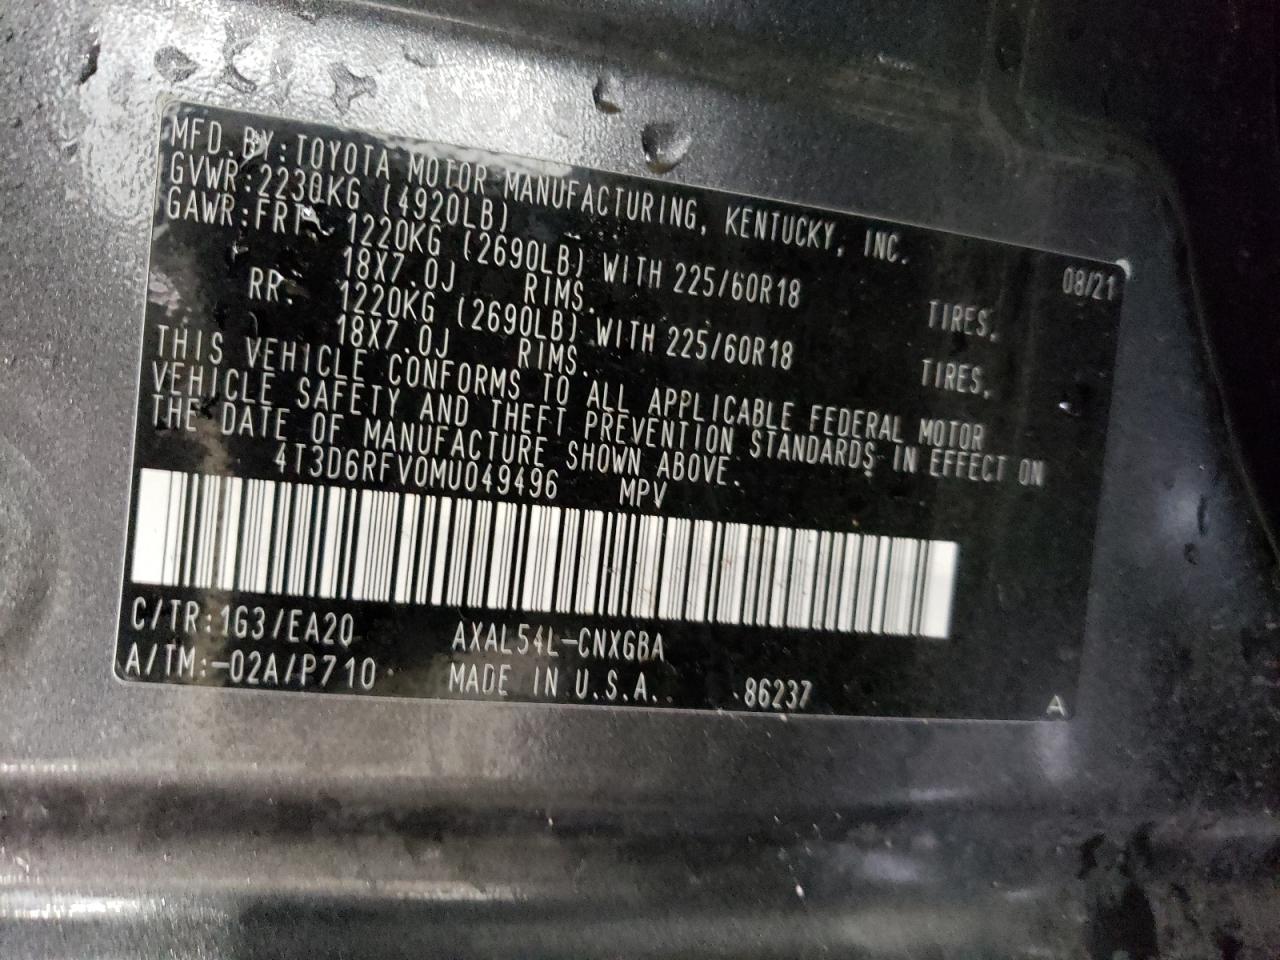 MFD. BY:TOYOTA MOTOR MANUFACTURING, KENTUCKY, INC.
GVWR:2230KG (4920LB) 08/21
GAWR:FRT. 1220KG (2690LB) WITH 225/60R18 TIRES,
18X7.0J RIMS.
RR. 1220KG (2690LB) WITH 225/60R18 TIRES,
18X7.0J RIMS.
THIS VEHICLE CONFORMS TO ALL APPLICABLE FEDERAL MOTOR
VEHICLE SAFETY AND THEFT PREVENTION STANDARDS IN EFFECT ON
THE DATE OF MANUFACTURE SHOWN ABOVE.
4T3D6RFV0MU049496 MPV
C/TR:1G3/EA20 AXAL54L-CNXGBA
A/TM:-02A/P710 MADE IN U.S.A. 86237 A